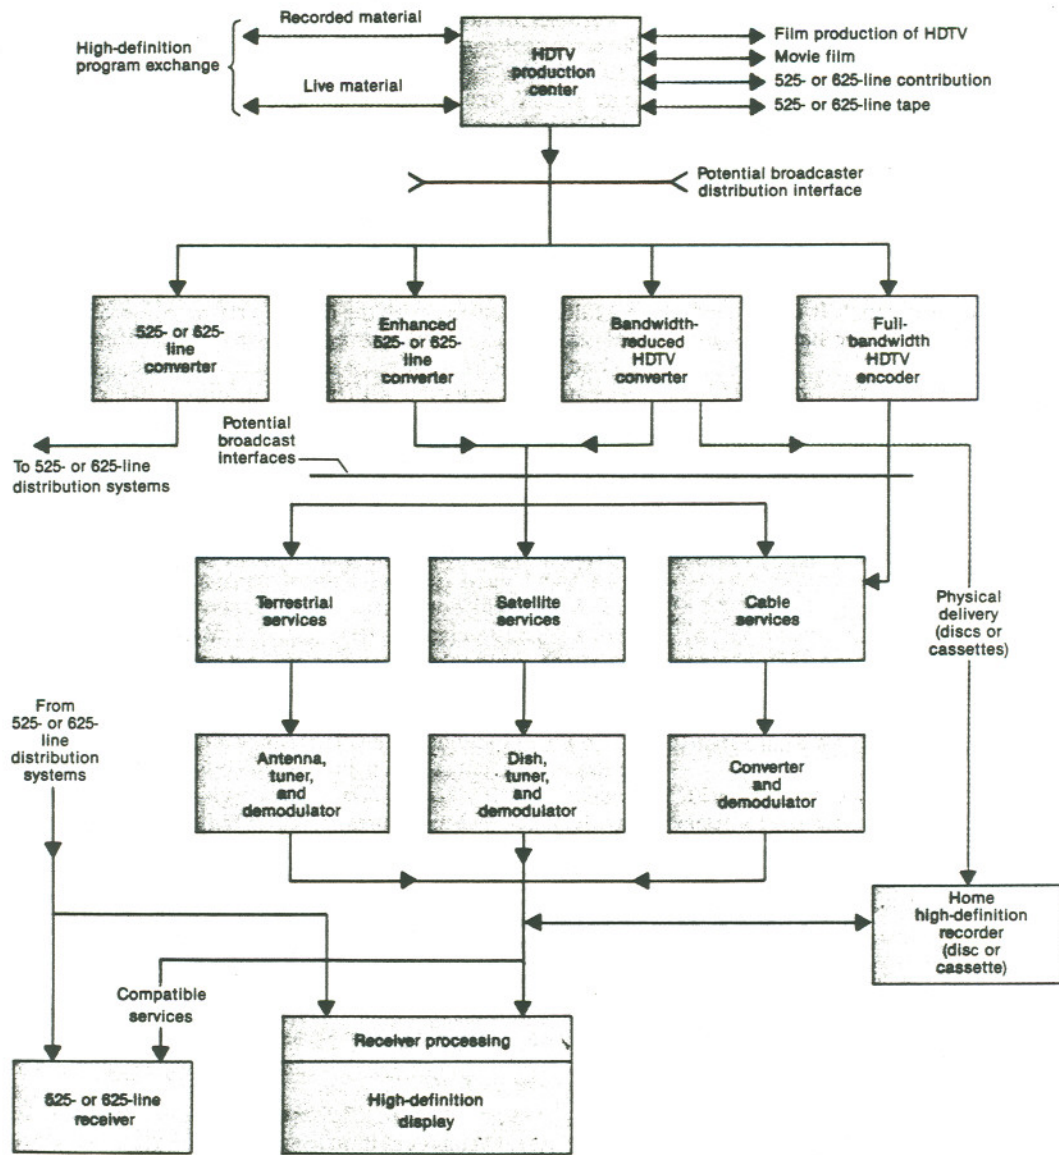 Recorded material
High-definition
program exchange
Live material
HDTV
production
center
Film production of HDTV
Movie film
525- or 625-line contribution
525- or 625-line tape
Potential broadcaster
distribution interface
525- or 625-
line
converter
Enhanced
525- or 625-
line
converter
Bandwidth-
reduced
HDTV
converter
Full-
bandwidth
HDTV
encoder
To 525- or 625-line
distribution systems
Potential
broadcast
interfaces
Terrestrial
services
Satellite
services
Cable
services
Physical
delivery
(discs or
cassettes)
From
525- or 625-
line
distribution
systems
Antenna,
tuner,
and
demodulator
Dish,
tuner,
and
demodulator
Converter
and
demodulator
Home
high-definition
recorder
(disc or
cassette)
Compatible
services
525- or 625-line
receiver
Receiver processing
High-definition
display